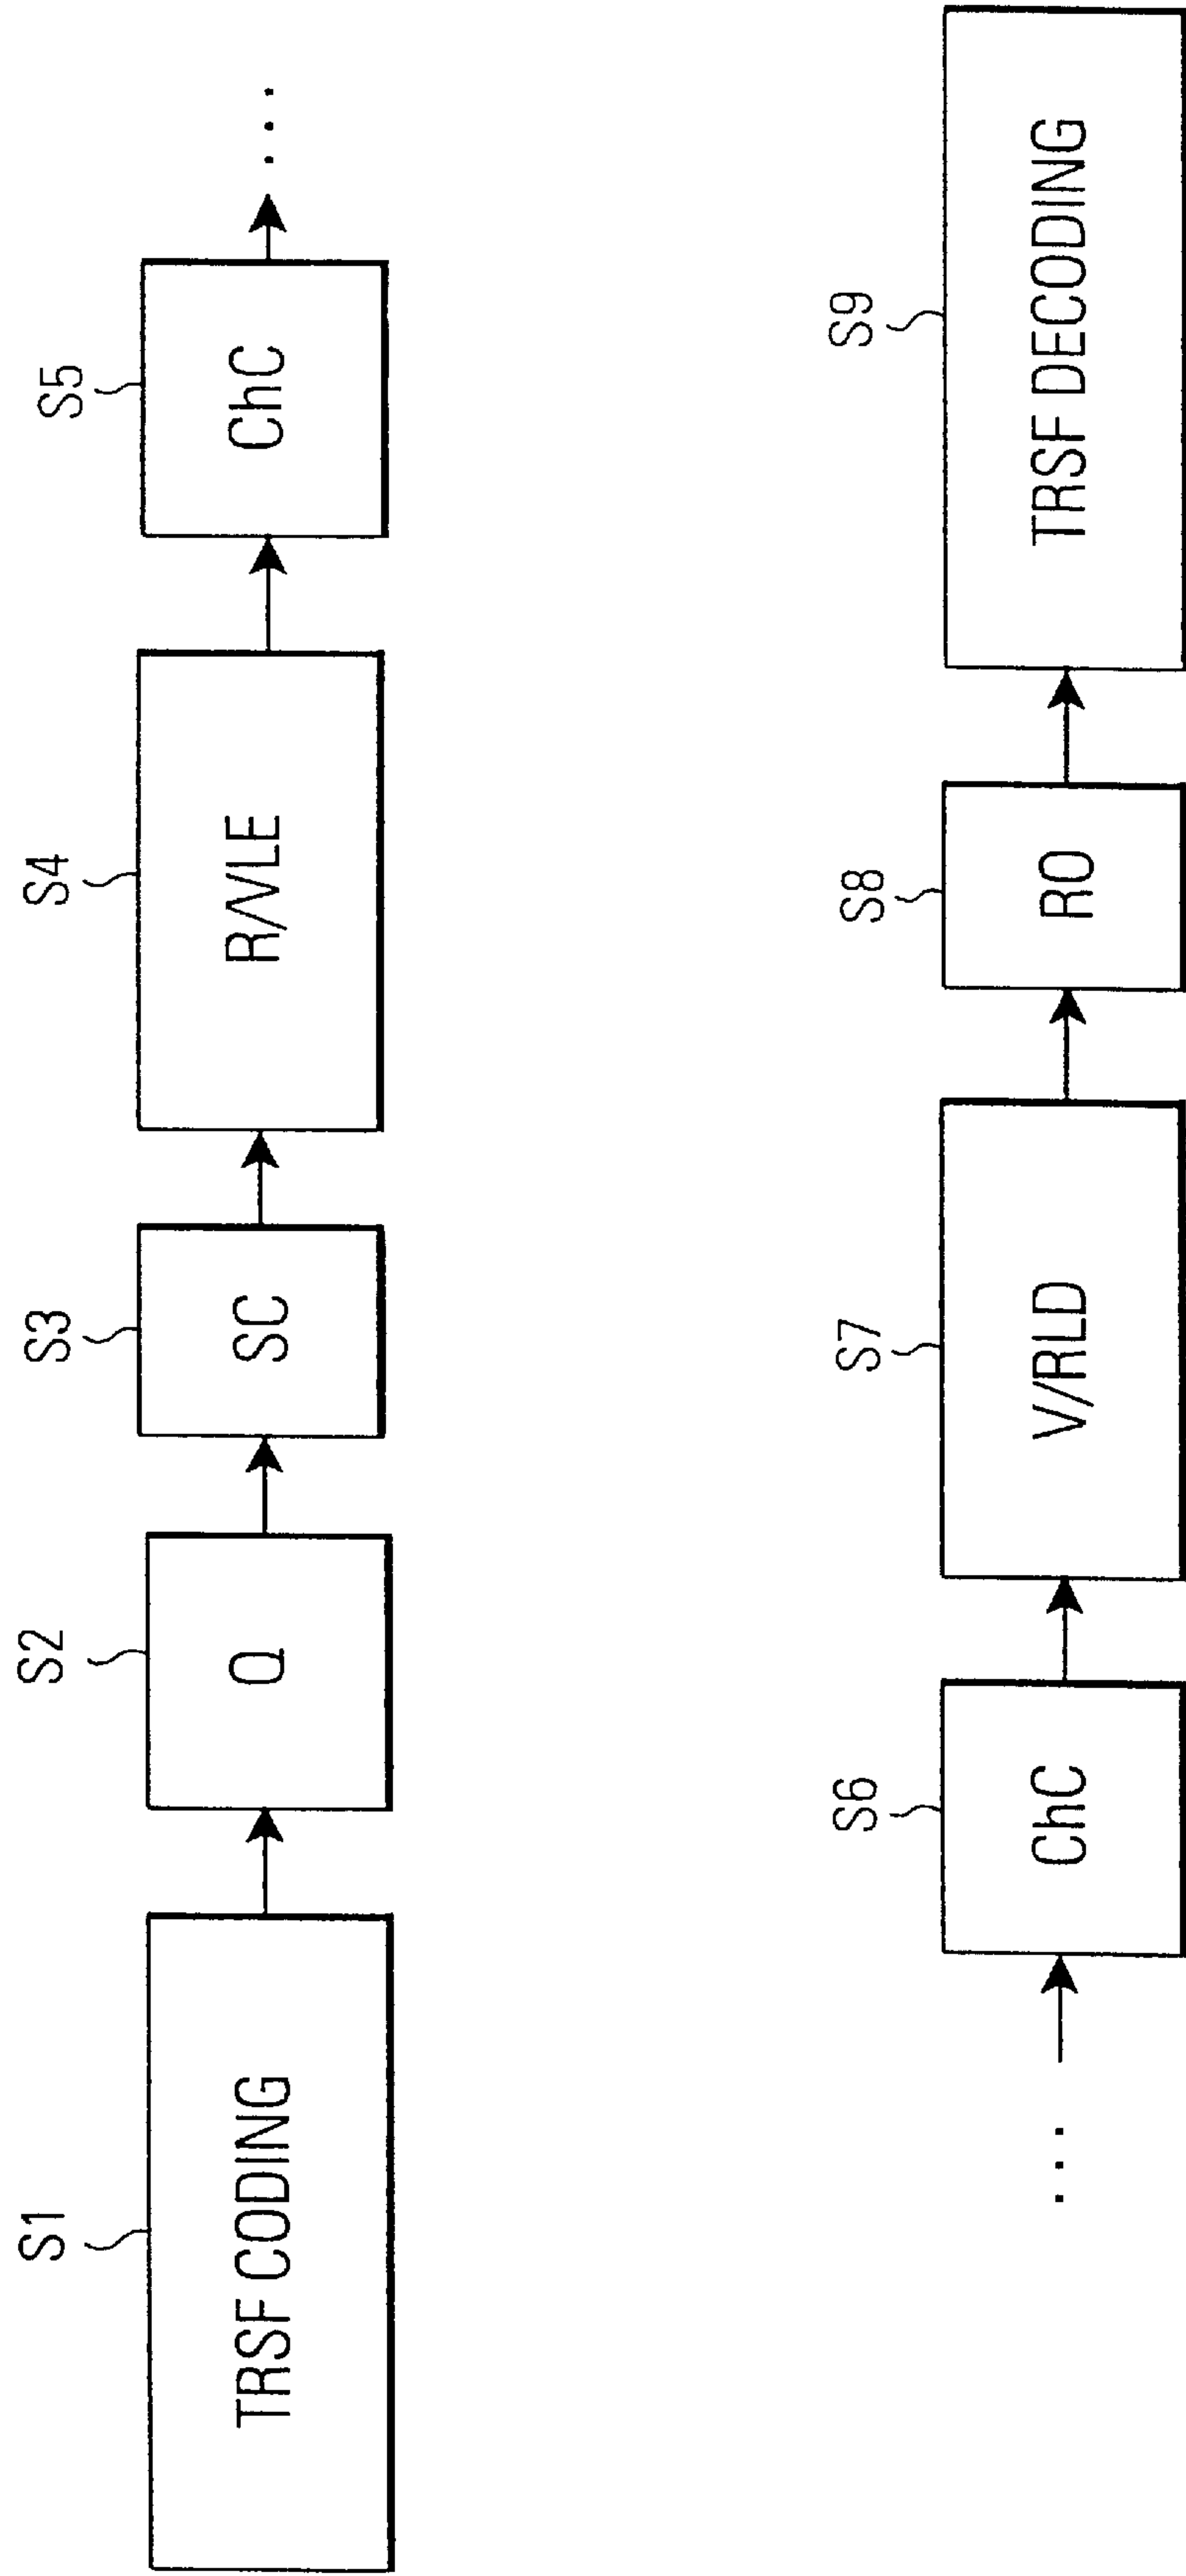 S1
TRSF CODING
S2
Q
S3
SC
S4
R/VLE
S5
ChC
...
...
S6
ChC
S7
V/RLD
S8
RO
S9
TRSF DECODING